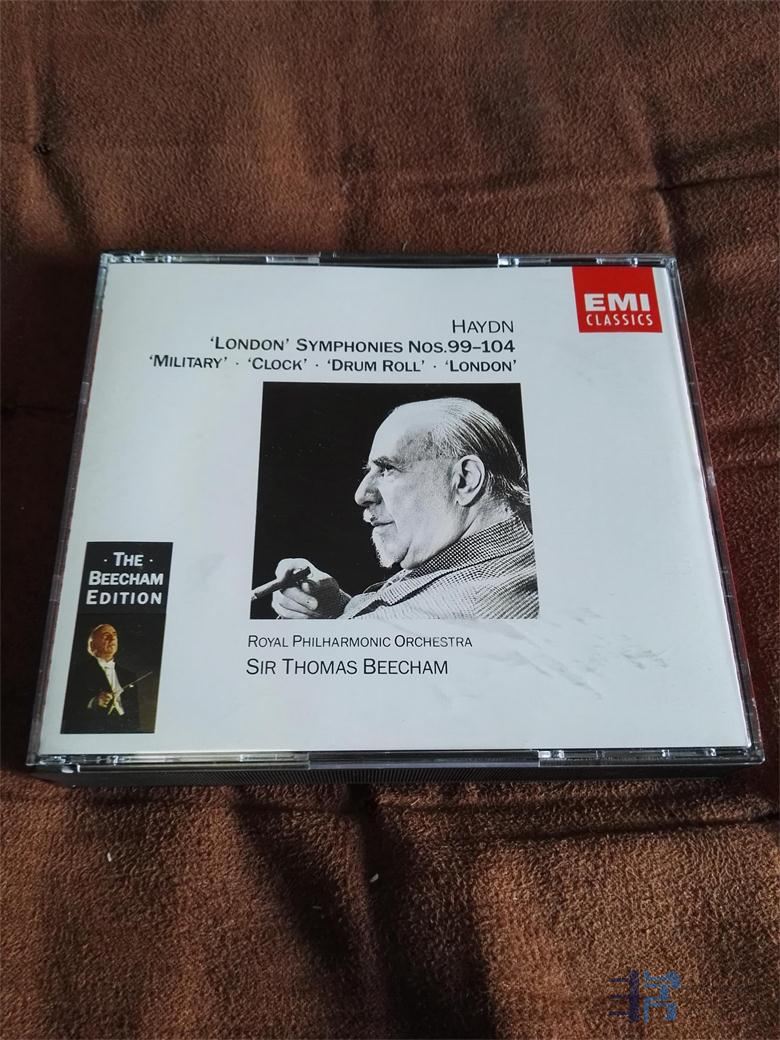 EMI
CLASSICS
HAYDN
‘LONDON’ SYMPHONIES NOS.99–104
‘MILITARY’ · ‘CLOCK’ · ‘DRUM ROLL’ · ‘LONDON’
· THE ·
BEECHAM
EDITION
ROYAL PHILHARMONIC ORCHESTRA
SIR THOMAS BEECHAM